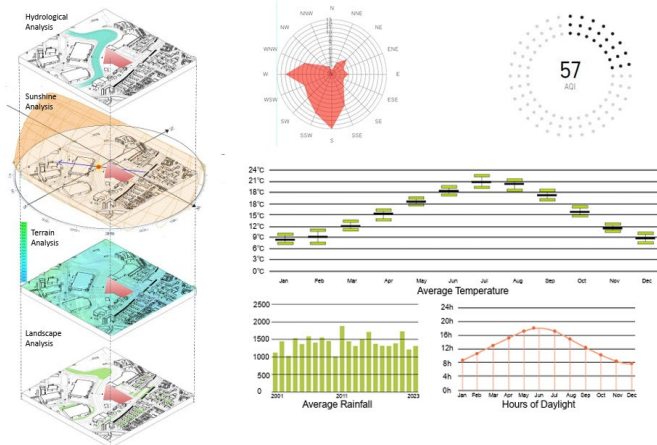 Hydrological
Analysis
Sunshine
Analysis
Terrain
Analysis
Landscape
Analysis
N
NNE
NE
ENE
E
ESE
SE
SSE
S
SSW
SW
WSW
W
WNW
NW
NNW
57
AQI
24°C
21°C
18°C
15°C
12°C
9°C
6°C
3°C
0°C
Jan Feb Mar Apr May Jun Jul Aug Sep Oct Nov Dec
Average Temperature
2500
2000
1500
1000
500
0
2001 2011 2023
Average Rainfall
24h
20h
16h
12h
8h
4h
0h
Jan Feb Mar Apr May Jun Jul Aug Sep Oct Nov Dec
Hours of Daylight